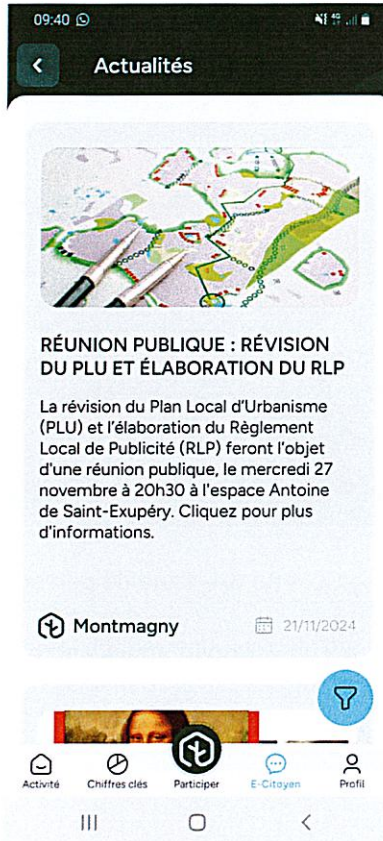 09:40
4G
Actualités
RÉUNION PUBLIQUE : RÉVISION
DU PLU ET ÉLABORATION DU RLP
La révision du Plan Local d'Urbanisme
(PLU) et l'élaboration du Règlement
Local de Publicité (RLP) feront l'objet
d'une réunion publique, le mercredi 27
novembre à 20h30 à l'espace Antoine
de Saint-Exupéry. Cliquez pour plus
d'informations.
Montmagny 21/11/2024
Activité Chiffres clés Participer E-Citoyen Profil